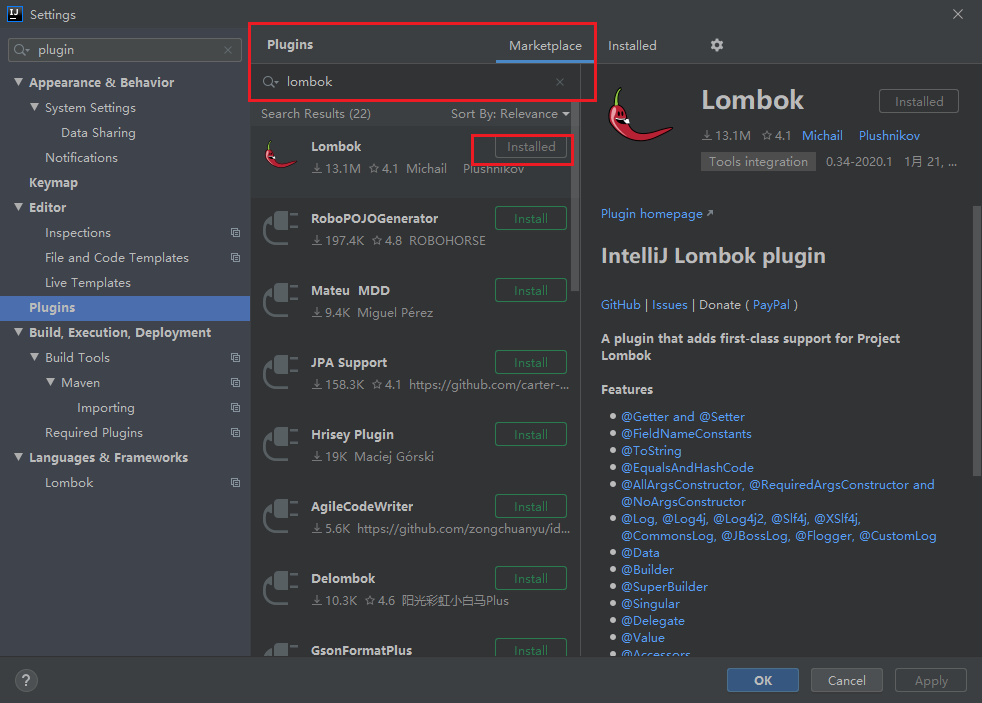 Settings
plugin
Appearance & Behavior
System Settings
Data Sharing
Notifications
Keymap
Editor
Inspections
File and Code Templates
Live Templates
Plugins
Build, Execution, Deployment
Build Tools
Maven
Importing
Required Plugins
Languages & Frameworks
Lombok
Plugins Marketplace Installed
lombok
Search Results (22) Sort By: Relevance
Lombok Installed
13.1M 4.1 Michail Plushnikov
RoboPOJOGenerator Install
197.4K 4.8 ROBOHORSE
Mateu MDD Install
9.4K Miguel Pérez
JPA Support Install
158.3K 4.1 https://github.com/carter-...
Hrisey Plugin Install
19K Maciej Górski
AgileCodeWriter Install
5.6K https://github.com/zongchuanyu/id...
Delombok Install
10.3K 4.6 阳光彩虹小白马Plus
GsonFormatPlus Install
Lombok Installed
13.1M 4.1 Michail Plushnikov
Tools integration 0.34-2020.1 1月 21, ...
Plugin homepage
IntelliJ Lombok plugin
GitHub | Issues | Donate ( PayPal )
A plugin that adds first-class support for Project
Lombok
Features
@Getter and @Setter
@FieldNameConstants
@ToString
@EqualsAndHashCode
@AllArgsConstructor, @RequiredArgsConstructor and
@NoArgsConstructor
@Log, @Log4j, @Log4j2, @Slf4j, @XSlf4j,
@CommonsLog, @JBossLog, @Flogger, @CustomLog
@Data
@Builder
@SuperBuilder
@Singular
@Delegate
@Value
@Accessors
? OK Cancel Apply